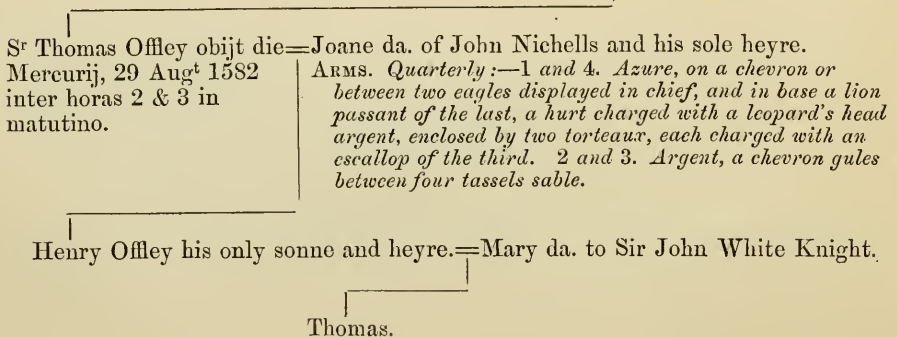 Sr Thomas Offley obijt die=Joane da. of John Nichells and his sole heyre.
Mercurij, 29 Augt 1582
inter horas 2 & 3 in
matutino.
ARMS. Quarterly:—1 and 4. Azure, on a chevron or
between two eagles displayed in chief, and in base a lion
passant of the last, a hurt charged with a leopard's head
argent, enclosed by two torteaux, each charged with an
escallop of the third. 2 and 3. Argent, a chevron gules
between four tassels sable.
Henry Offley his only sonne and heyre.=Mary da. to Sir John White Knight.
Thomas.